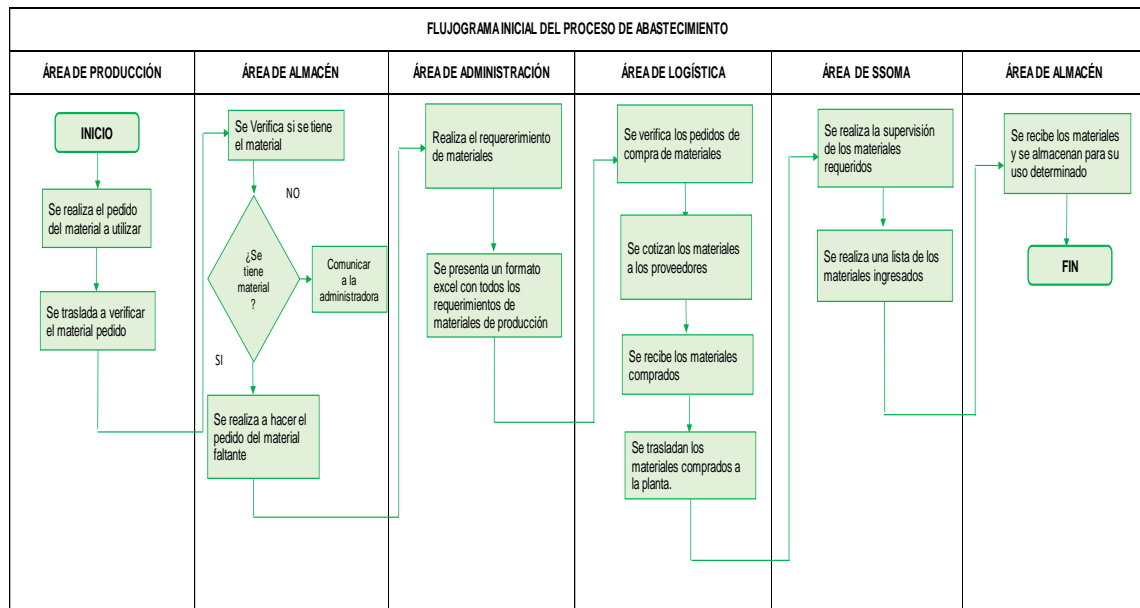 FLUJOGRAMA INICIAL DEL PROCESO DE ABASTECIMIENTO
ÁREA DE PRODUCCIÓN
ÁREA DE ALMACÉN
ÁREA DE ADMINISTRACIÓN
ÁREA DE LOGÍSTICA
ÁREA DE SSOMA
ÁREA DE ALMACÉN
INICIO
Se realiza el pedido
del material a utilizar
Se traslada a verificar
el material pedido
Se Verifica si se tiene
el material
NO
¿Se
tiene
material
?
Comunicar
a la
administradora
SI
Se realiza a hacer el
pedido del material
faltante
Realiza el requererimiento
de materiales
Se presenta un formato
excel con todos los
requerimientos de
materiales de producción
Se verifica los pedidos de
compra de materiales
Se cotizan los materiales
a los proveedores
Se recibe los materiales
comprados
Se trasladan los
materiales comprados a
la planta.
Se realiza la supervisión
de los materiales
requeridos
Se realiza una lista de los
materiales ingresados
Se recibe los materiales
y se almacenan para su
uso determinado
FIN